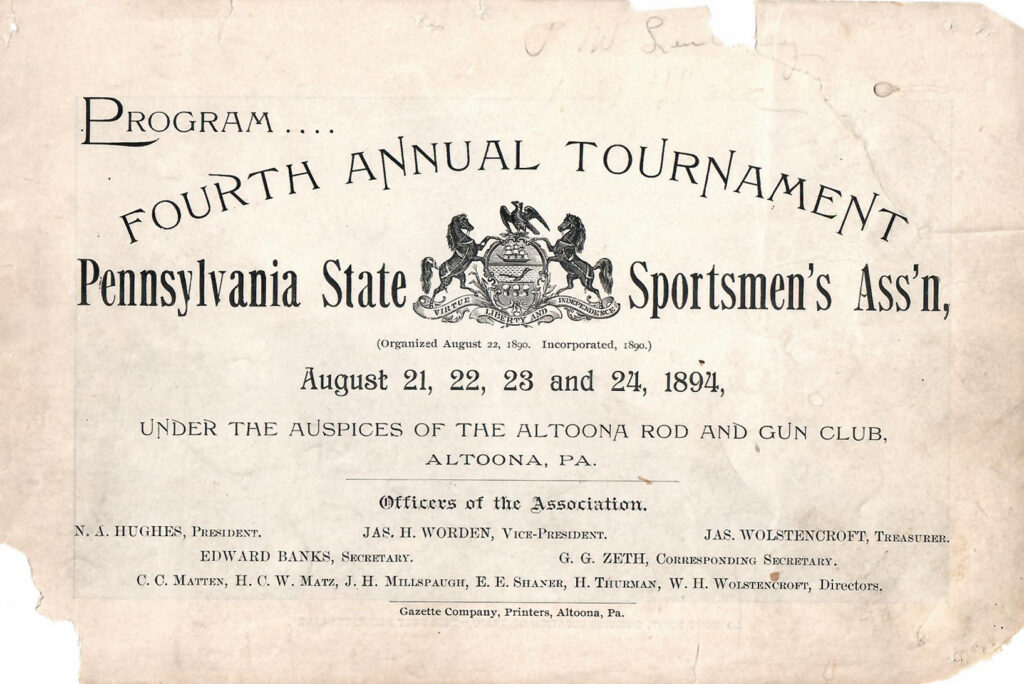 PROGRAM ....
FOURTH ANNUAL TOURNAMENT
Pennsylvania State Sportsmen's Ass'n,
VIRTUE LIBERTY AND INDEPENDENCE
(Organized August 22, 1890. Incorporated, 1890.)
August 21, 22, 23 and 24, 1894,
UNDER THE AUSPICES OF THE ALTOONA ROD AND GUN CLUB,
ALTOONA, PA.
Officers of the Association.
N. A. HUGHES, PRESIDENT. JAS. H. WORDEN, VICE-PRESIDENT. JAS. WOLSTENCROFT, TREASURER.
EDWARD BANKS, SECRETARY. G. G. ZETH, CORRESPONDING SECRETARY.
C. C. MATTEN, H. C. W. MATZ, J. H. MILLSPAUGH, E. E. SHANER, H. THURMAN, W. H. WOLSTENCROFT, Directors.
Gazette Company, Printers, Altoona, Pa.